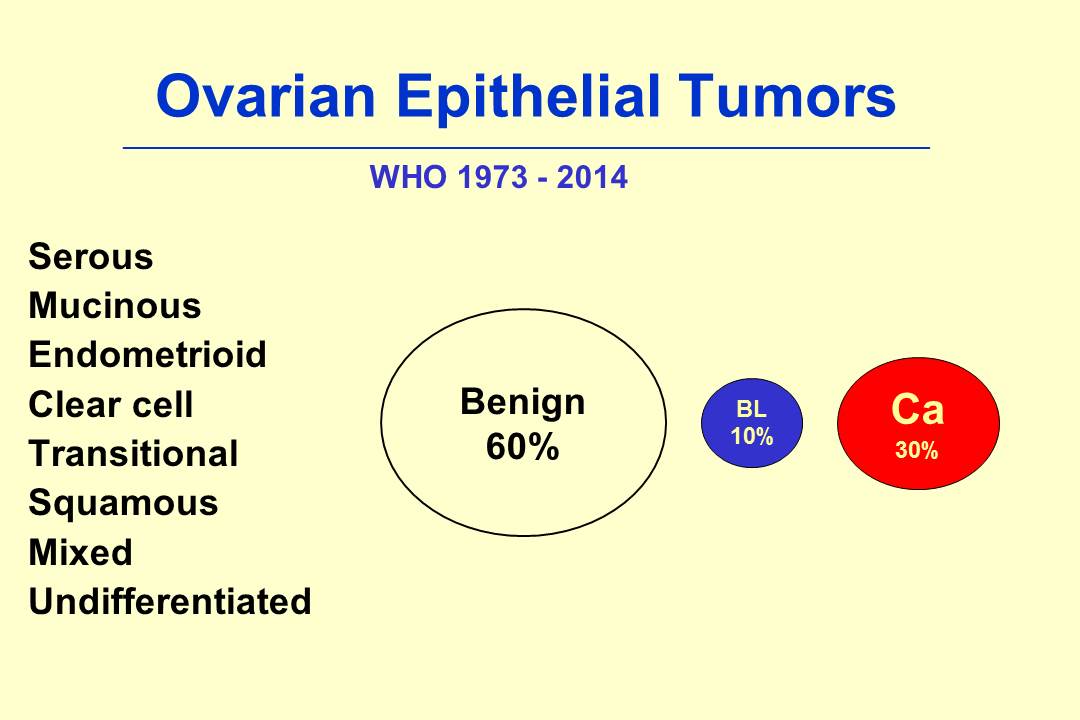 Ovarian Epithelial Tumors
WHO 1973 - 2014
Serous
Mucinous
Endometrioid
Clear cell
Transitional
Squamous
Mixed
Undifferentiated
Benign
60%
BL
10%
Ca
30%